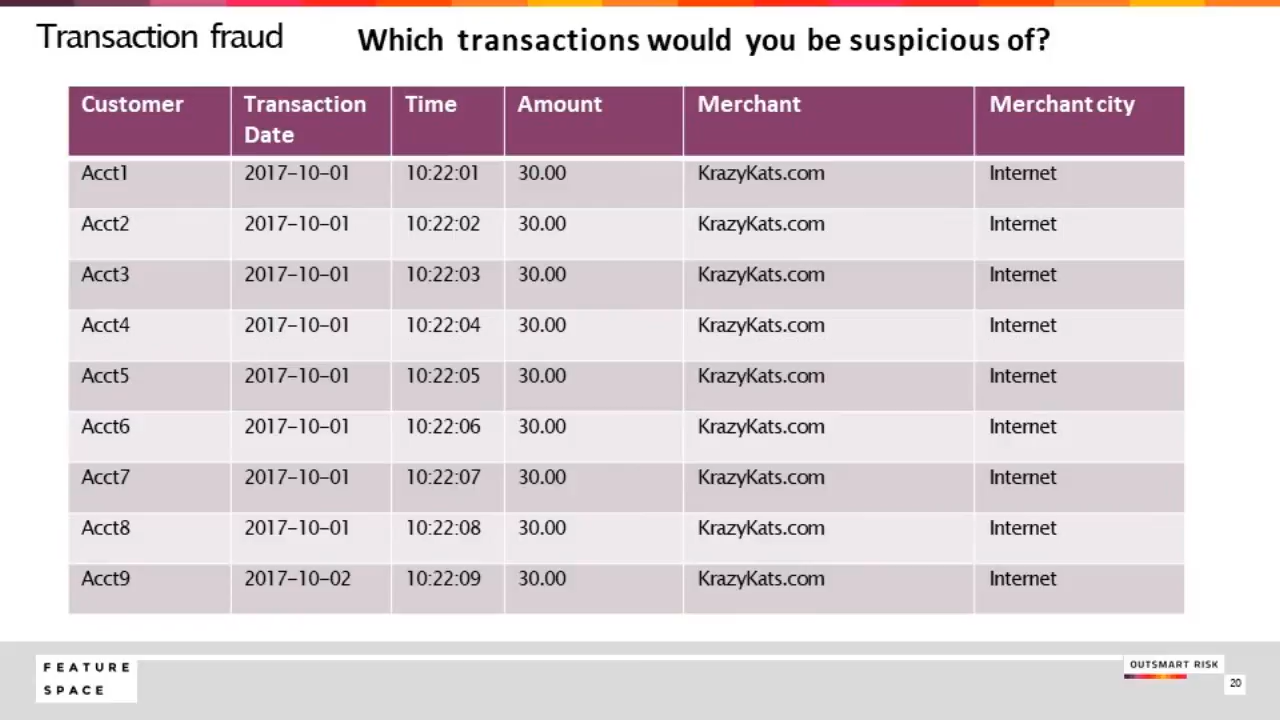 Transaction fraud Which transactions would you be suspicious of?
Customer Transaction Date Time Amount Merchant Merchant city
Acct1 2017-10-01 10:22:01 30.00 KrazyKats.com Internet
Acct2 2017-10-01 10:22:02 30.00 KrazyKats.com Internet
Acct3 2017-10-01 10:22:03 30.00 KrazyKats.com Internet
Acct4 2017-10-01 10:22:04 30.00 KrazyKats.com Internet
Acct5 2017-10-01 10:22:05 30.00 KrazyKats.com Internet
Acct6 2017-10-01 10:22:06 30.00 KrazyKats.com Internet
Acct7 2017-10-01 10:22:07 30.00 KrazyKats.com Internet
Acct8 2017-10-01 10:22:08 30.00 KrazyKats.com Internet
Acct9 2017-10-02 10:22:09 30.00 KrazyKats.com Internet
FEATURE
SPACE
OUTSMART RISK
20